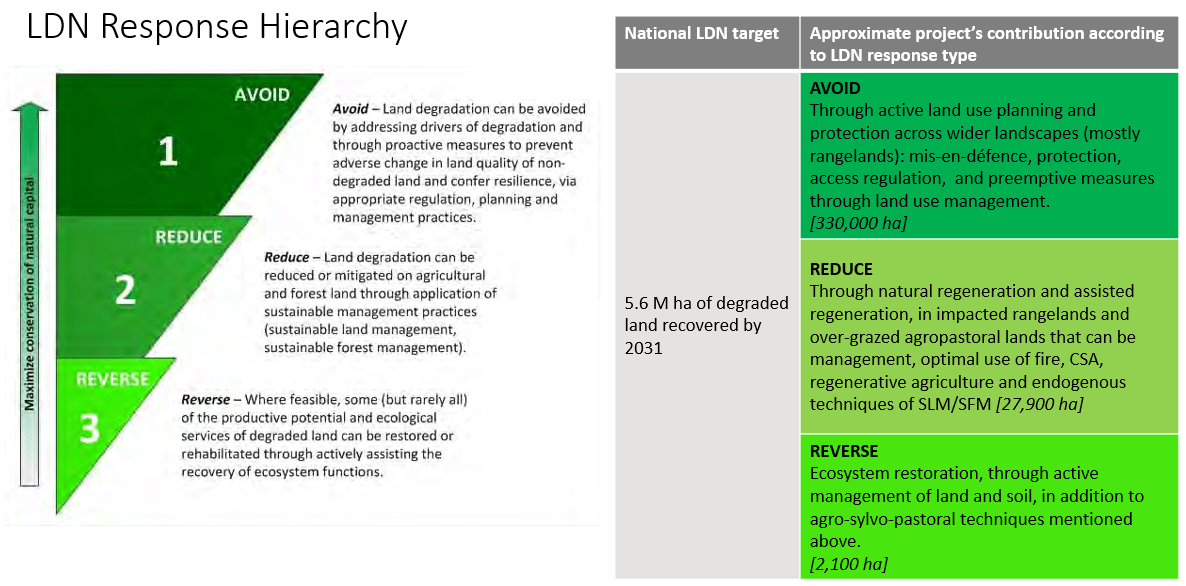 LDN Response Hierarchy
Maximize conservation of natural capital
AVOID
1
Avoid – Land degradation can be avoided
by addressing drivers of degradation and
through proactive measures to prevent
adverse change in land quality of non-
degraded land and confer resilience, via
appropriate regulation, planning and
management practices.
REDUCE
2
Reduce – Land degradation can be
reduced or mitigated on agricultural
and forest land through application of
sustainable management practices
(sustainable land management,
sustainable forest management).
REVERSE
3
Reverse – Where feasible, some (but rarely all)
of the productive potential and ecological
services of degraded land can be restored or
rehabilitated through actively assisting the
recovery of ecosystem functions.
National LDN target
Approximate project's contribution according
to LDN response type
5.6 M ha of degraded
land recovered by
2031
AVOID
Through active land use planning and
protection across wider landscapes (mostly
rangelands): mis-en-défence, protection,
access regulation, and preemptive measures
through land use management.
[330,000 ha]
REDUCE
Through natural regeneration and assisted
regeneration, in impacted rangelands and
over-grazed agropastoral lands that can be
management, optimal use of fire, CSA,
regenerative agriculture and endogenous
techniques of SLM/SFM [27,900 ha]
REVERSE
Ecosystem restoration, through active
management of land and soil, in addition to
agro-sylvo-pastoral techniques mentioned
above.
[2,100 ha]